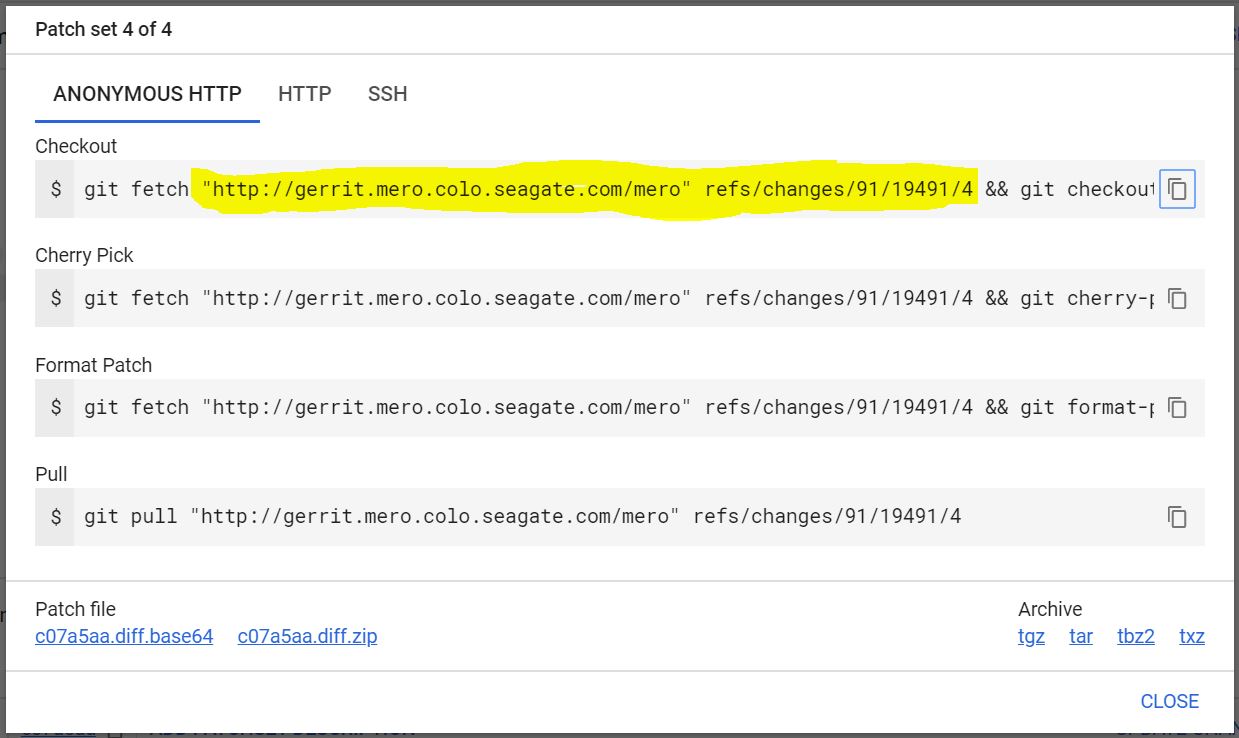 Patch set 4 of 4
ANONYMOUS HTTP HTTP SSH
Checkout
$ git fetch "http://gerrit.mero.colo.seagate.com/mero" refs/changes/91/19491/4 && git checkout
Cherry Pick
$ git fetch "http://gerrit.mero.colo.seagate.com/mero" refs/changes/91/19491/4 && git cherry-p
Format Patch
$ git fetch "http://gerrit.mero.colo.seagate.com/mero" refs/changes/91/19491/4 && git format-p
Pull
$ git pull "http://gerrit.mero.colo.seagate.com/mero" refs/changes/91/19491/4
Patch file Archive
c07a5aa.diff.base64 c07a5aa.diff.zip tgz tar tbz2 txz
CLOSE